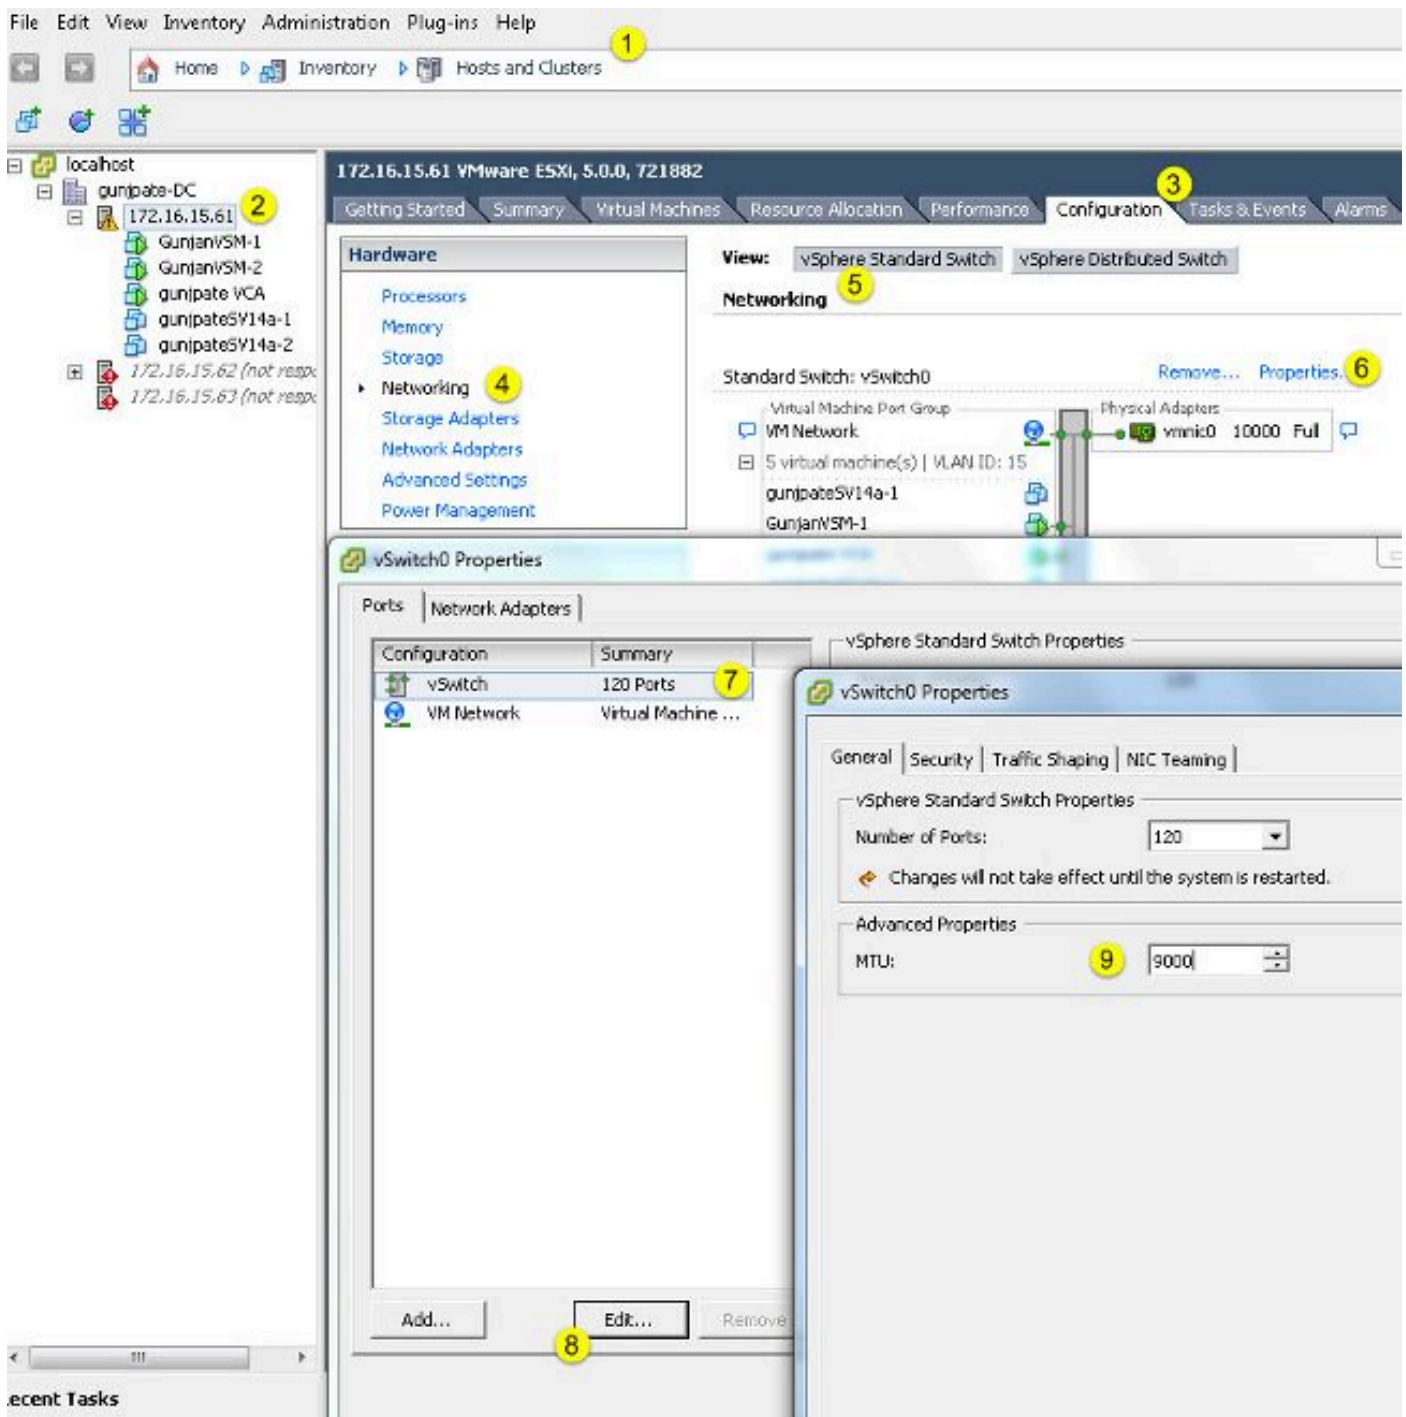 File Edit View Inventory Administration Plug-ins Help
1
Home Inventory Hosts and Clusters
localhost
gunjpate-DC
172.16.15.61 2
GunjanVSM-1
GunjanVSM-2
gunjpate VCA
gunjpateSV14a-1
gunjpateSV14a-2
172.16.15.62 (not resp
172.16.15.63 (not resp
172.16.15.61 VMware ESXi, 5.0.0, 721882
3
Getting Started Summary Virtual Machines Resource Allocation Performance Configuration Tasks & Events Alarms
Hardware
Processors
Memory
Storage
Networking 4
Storage Adapters
Network Adapters
Advanced Settings
Power Management
View: vSphere Standard Switch vSphere Distributed Switch
5
Networking
Standard Switch: vSwitch0 Remove... Properties.. 6
Virtual Machine Port Group Physical Adapters
VM Network vmnic0 10000 Full
5 virtual machine(s) | VLAN ID: 15
gunjpateSV14a-1
GunjanVSM-1
vSwitch0 Properties
Ports Network Adapters
Configuration Summary
vSwitch 120 Ports 7
VM Network Virtual Machine ...
Add... Edit... Remove
8
vSphere Standard Switch Properties
vSwitch0 Properties
General Security Traffic Shaping NIC Teaming
vSphere Standard Switch Properties
Number of Ports: 120
Changes will not take effect until the system is restarted.
Advanced Properties
MTU: 9 9000
ecent Tasks